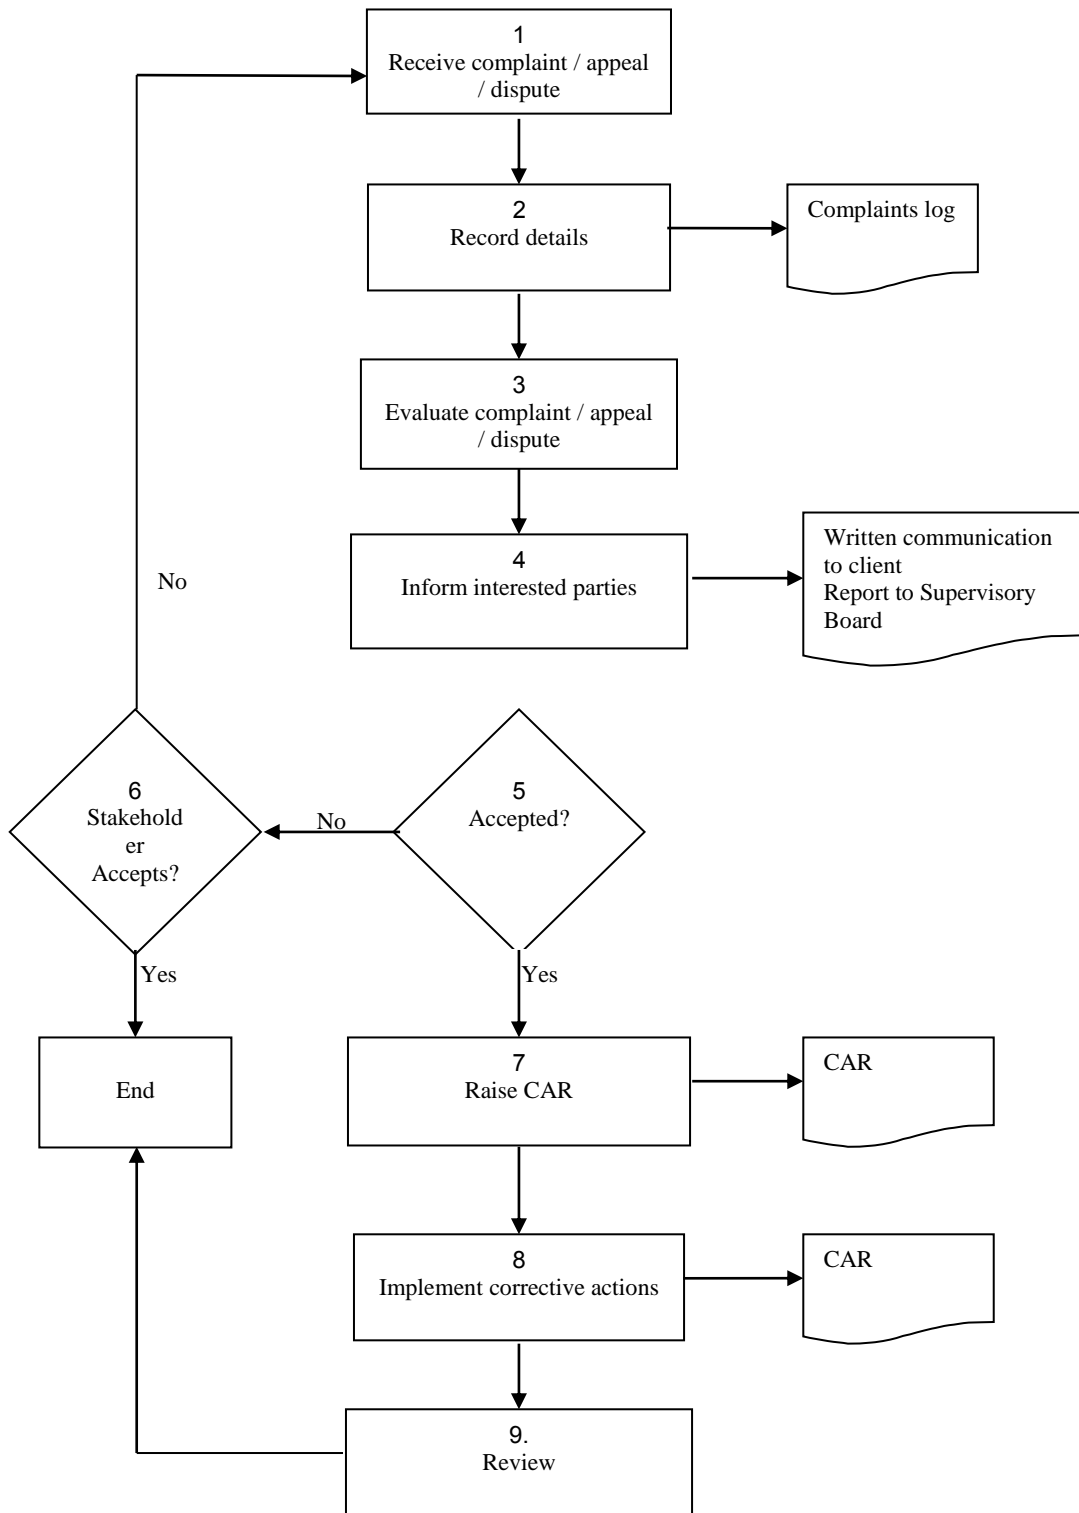 1
Receive complaint / appeal
/ dispute
2
Record details
Complaints log
3
Evaluate complaint / appeal
/ dispute
4
Inform interested parties
Written communication
to client
Report to Supervisory
Board
No
5
Accepted?
No
6
Stakehold
er
Accepts?
Yes
Yes
End
7
Raise CAR
CAR
8
Implement corrective actions
CAR
9.
Review